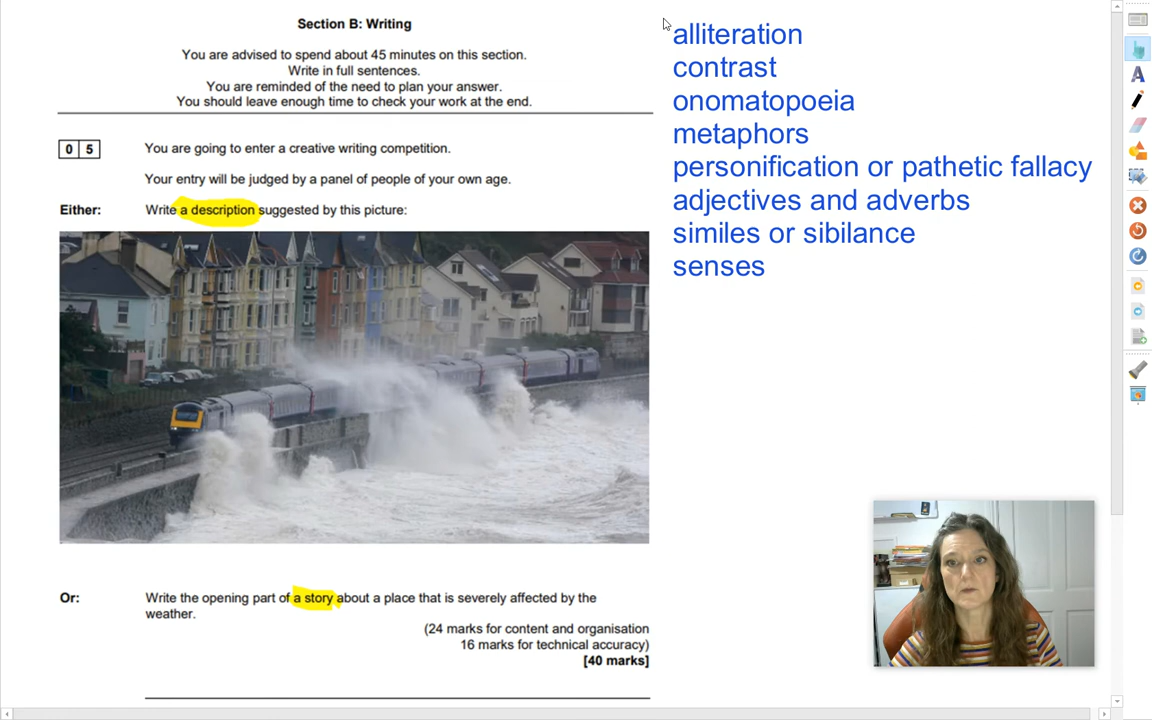 Section B: Writing
You are advised to spend about 45 minutes on this section.
Write in full sentences.
You are reminded of the need to plan your answer.
You should leave enough time to check your work at the end.
0 5 You are going to enter a creative writing competition.
Your entry will be judged by a panel of people of your own age.
Either: Write a description suggested by this picture:
Or: Write the opening part of a story about a place that is severely affected by the
weather.
(24 marks for content and organisation
16 marks for technical accuracy)
[40 marks]
alliteration
contrast
onomatopoeia
metaphors
personification or pathetic fallacy
adjectives and adverbs
similes or sibilance
senses